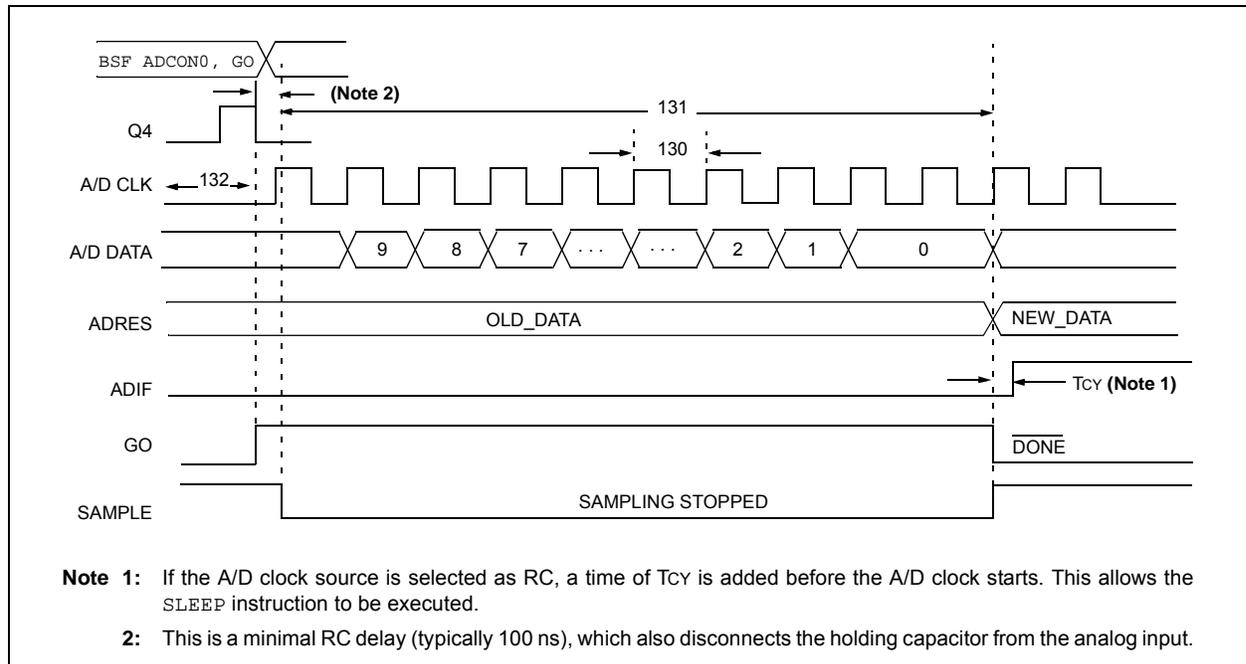 BSF ADCON0, GO
(Note 2)
131
Q4
130
A/D CLK
132
A/D DATA
9 8 7 · · · · · · 2 1 0
ADRES
OLD_DATA
NEW_DATA
ADIF
TCY (Note 1)
GO
DONE
SAMPLE
SAMPLING STOPPED
Note 1: If the A/D clock source is selected as RC, a time of TCY is added before the A/D clock starts. This allows the
SLEEP instruction to be executed.
2: This is a minimal RC delay (typically 100 ns), which also disconnects the holding capacitor from the analog input.